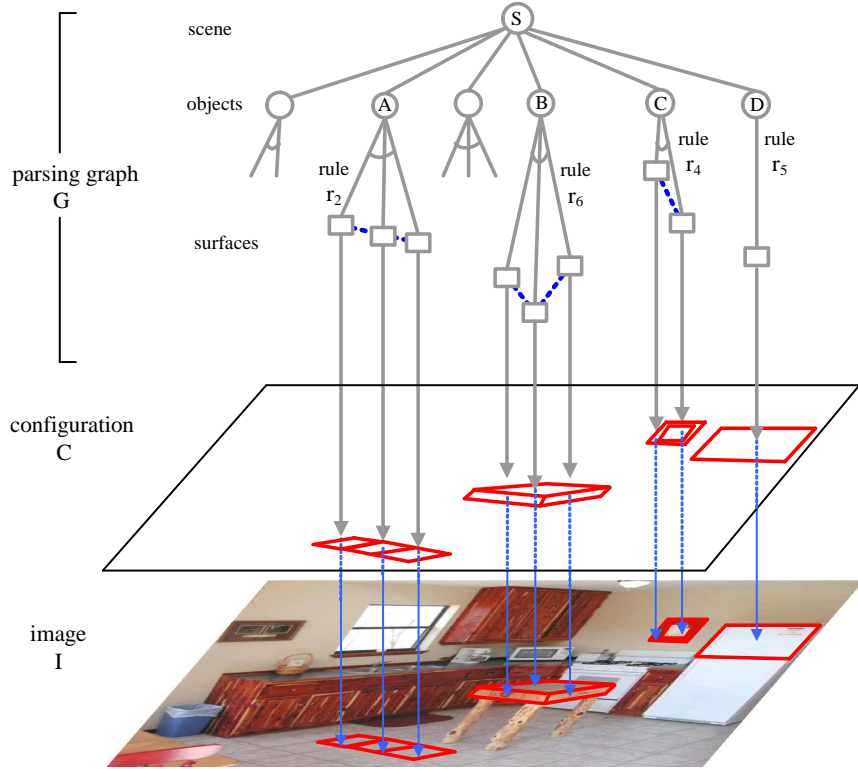 scene
S
objects
A
B
C
D
rule
r2
rule
r6
rule
r4
rule
r5
parsing graph
G
surfaces
configuration
C
image
I